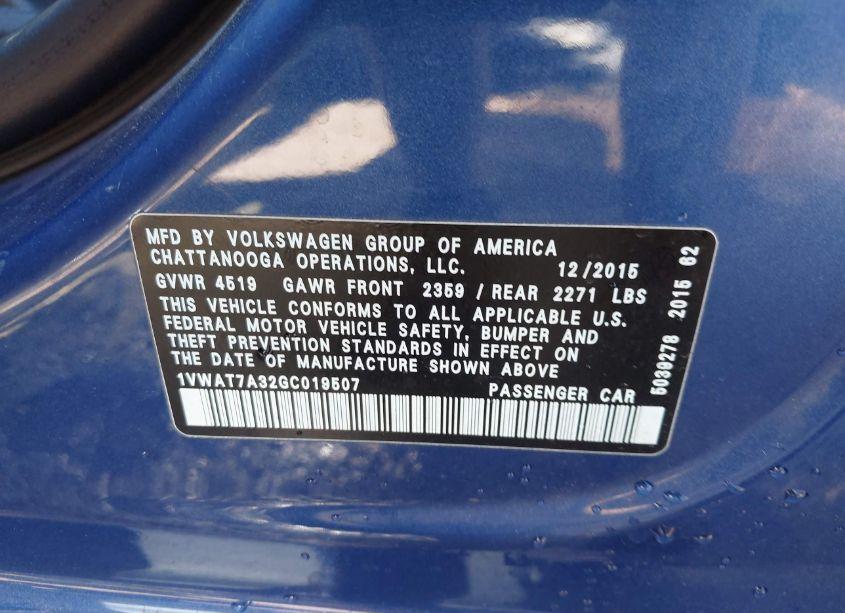 MFD BY VOLKSWAGEN GROUP OF AMERICA
CHATTANOOGA OPERATIONS, LLC. 12/2015
GVWR 4519 GAWR FRONT 2359 / REAR 2271 LBS
THIS VEHICLE CONFORMS TO ALL APPLICABLE U.S.
FEDERAL MOTOR VEHICLE SAFETY, BUMPER AND
THEFT PREVENTION STANDARDS IN EFFECT ON
THE DATE OF MANUFACTURE SHOWN ABOVE
1VWAT7A32GC019507 PASSENGER CAR
5039278 2015 62